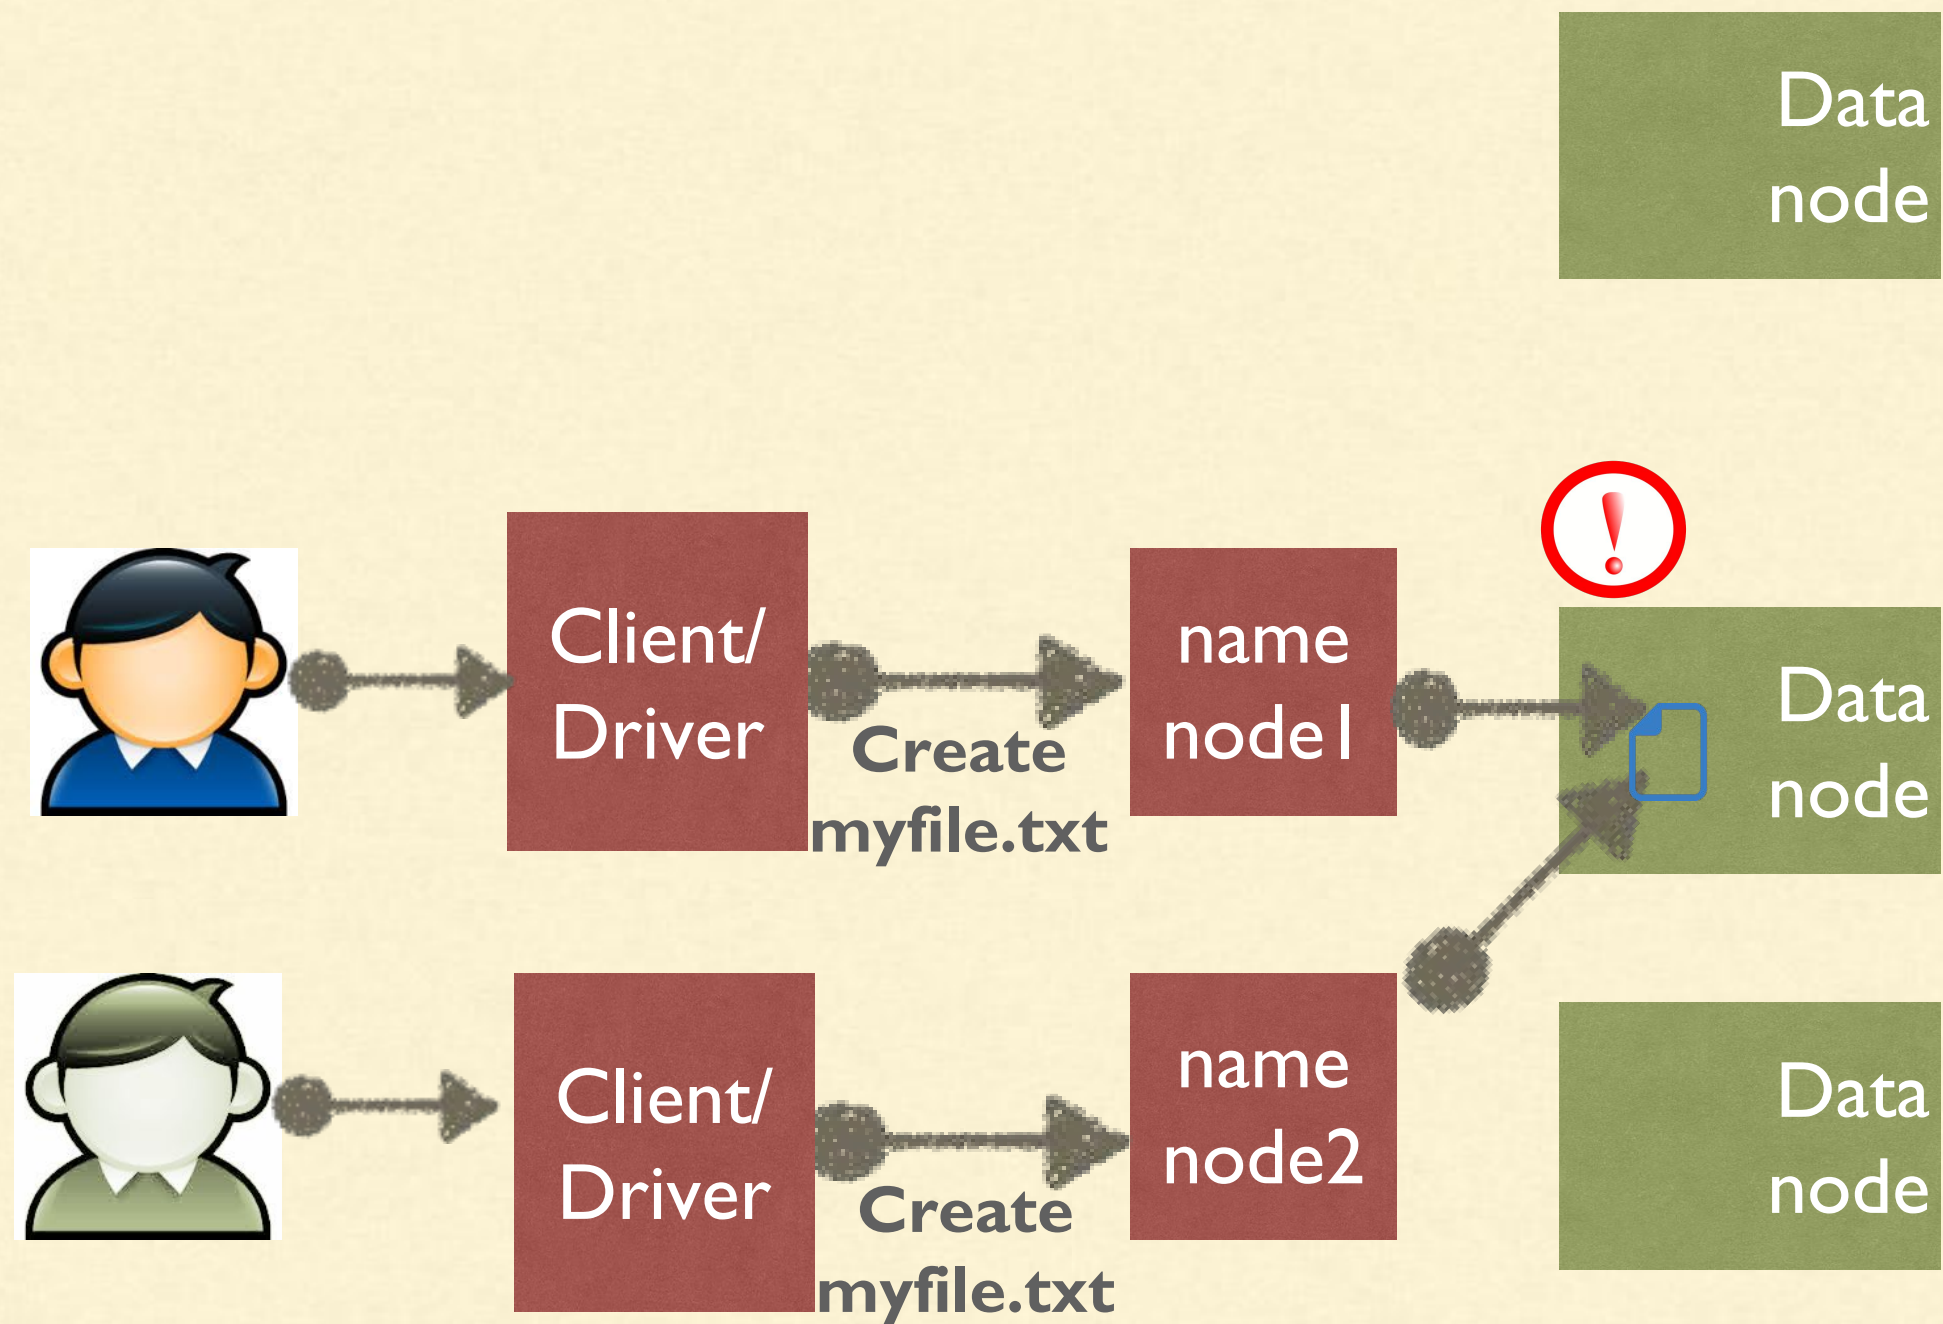 Data
node
Client/
Driver
Create
myfile.txt
name
node1
Data
node
Client/
Driver
Create
myfile.txt
name
node2
Data
node